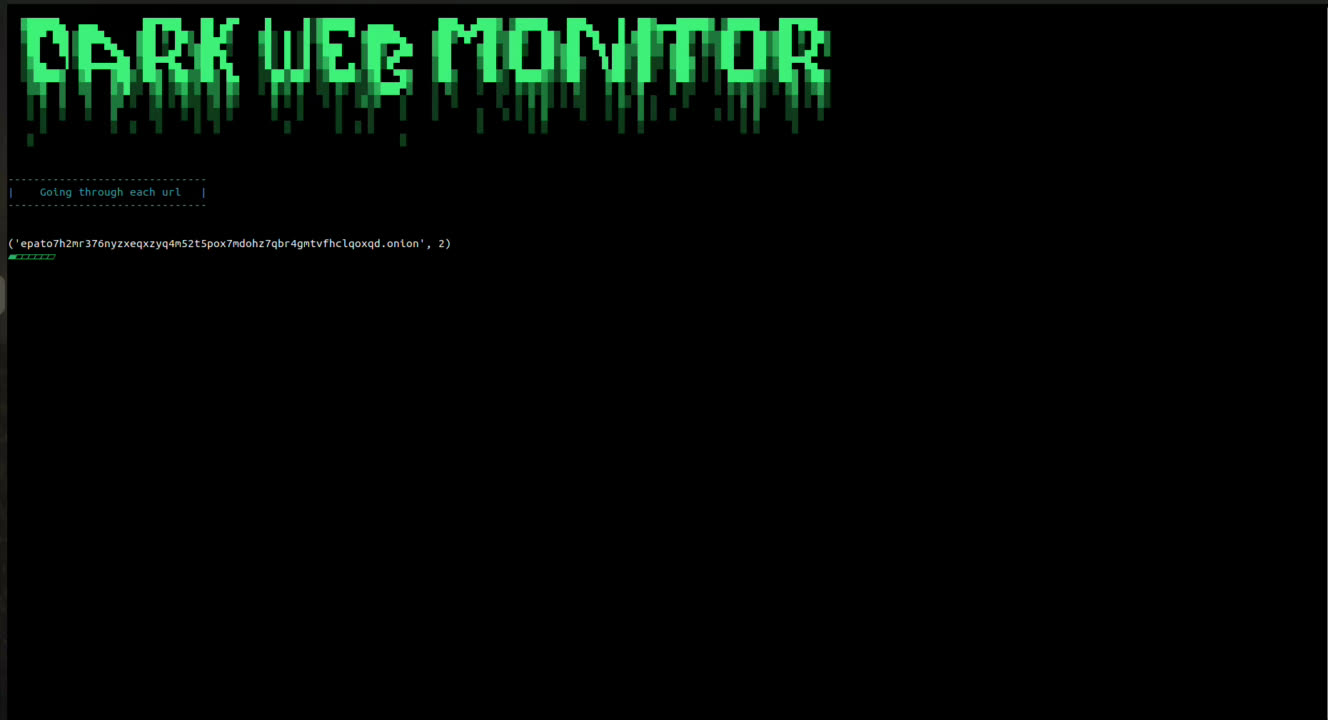 DARK WEB MONITOR
------------------------------
|    Going through each url   |
------------------------------
('epato7h2mr376nyzxeqxzyq4m52t5pox7mdohz7qbr4gmtvfhclqoxqd.onion', 2)